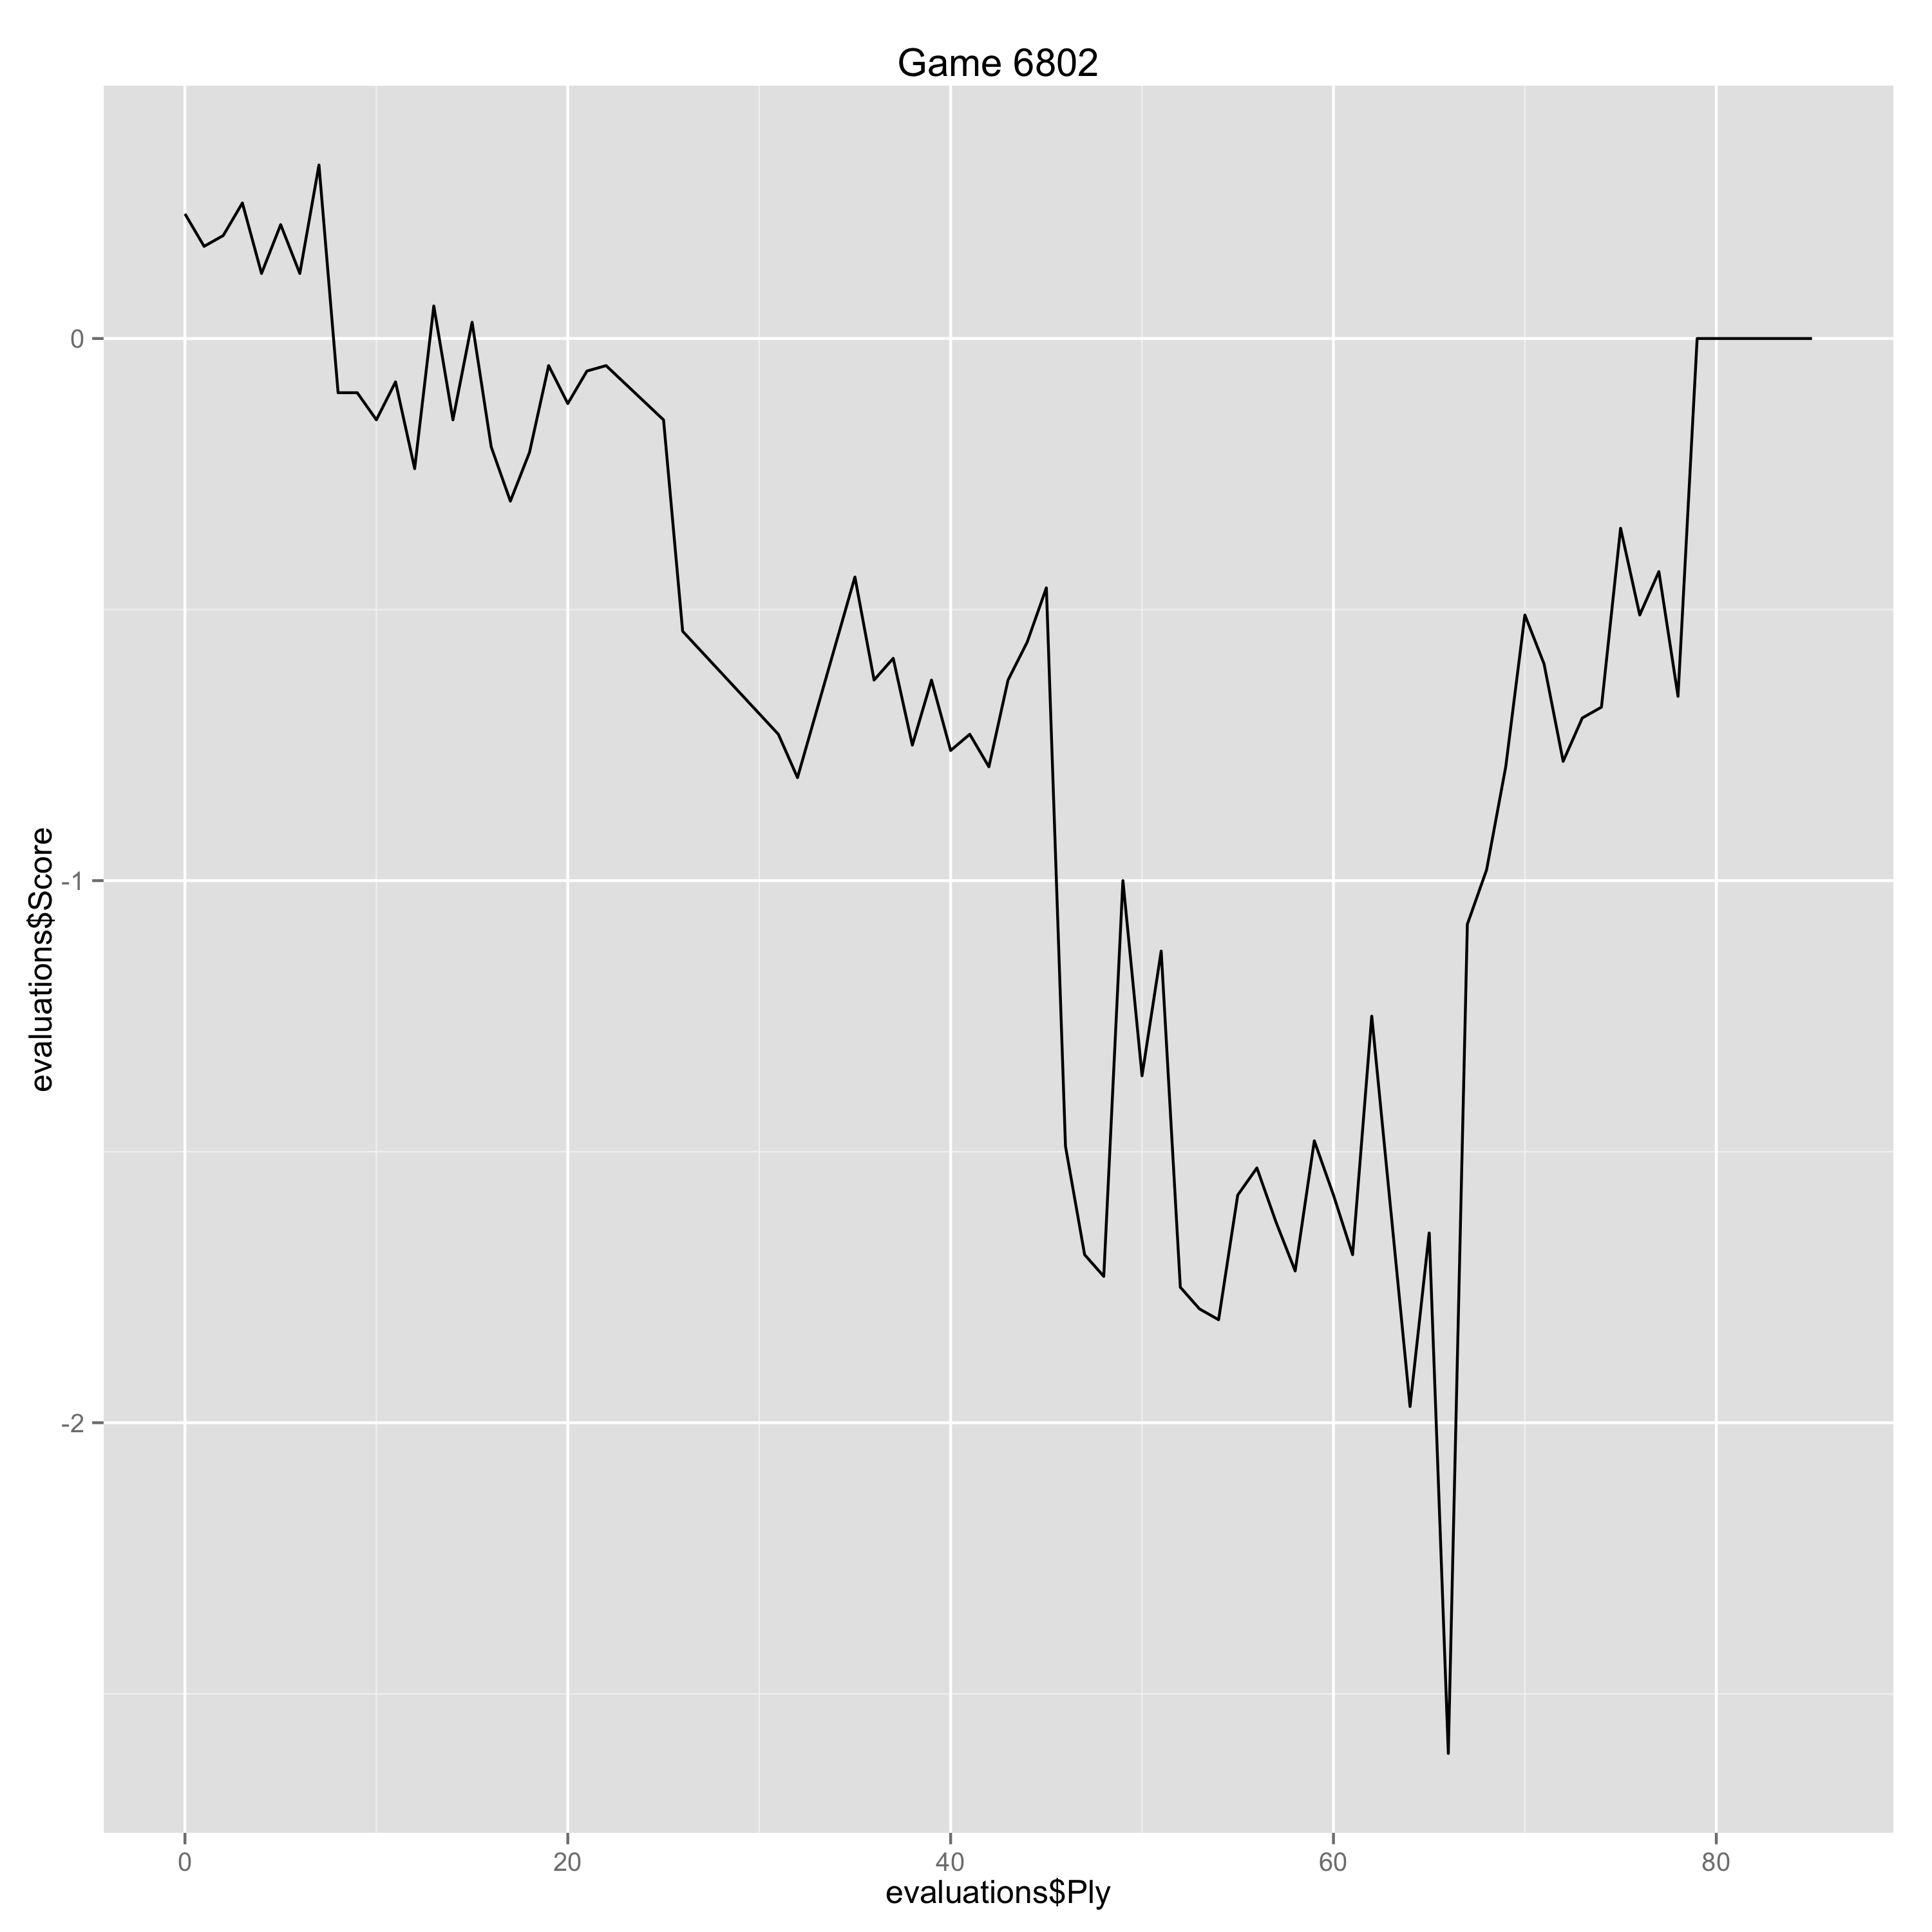 Game 6802
evaluations$Score
0
-1
-2
0 20 40 60 80
evaluations$Ply